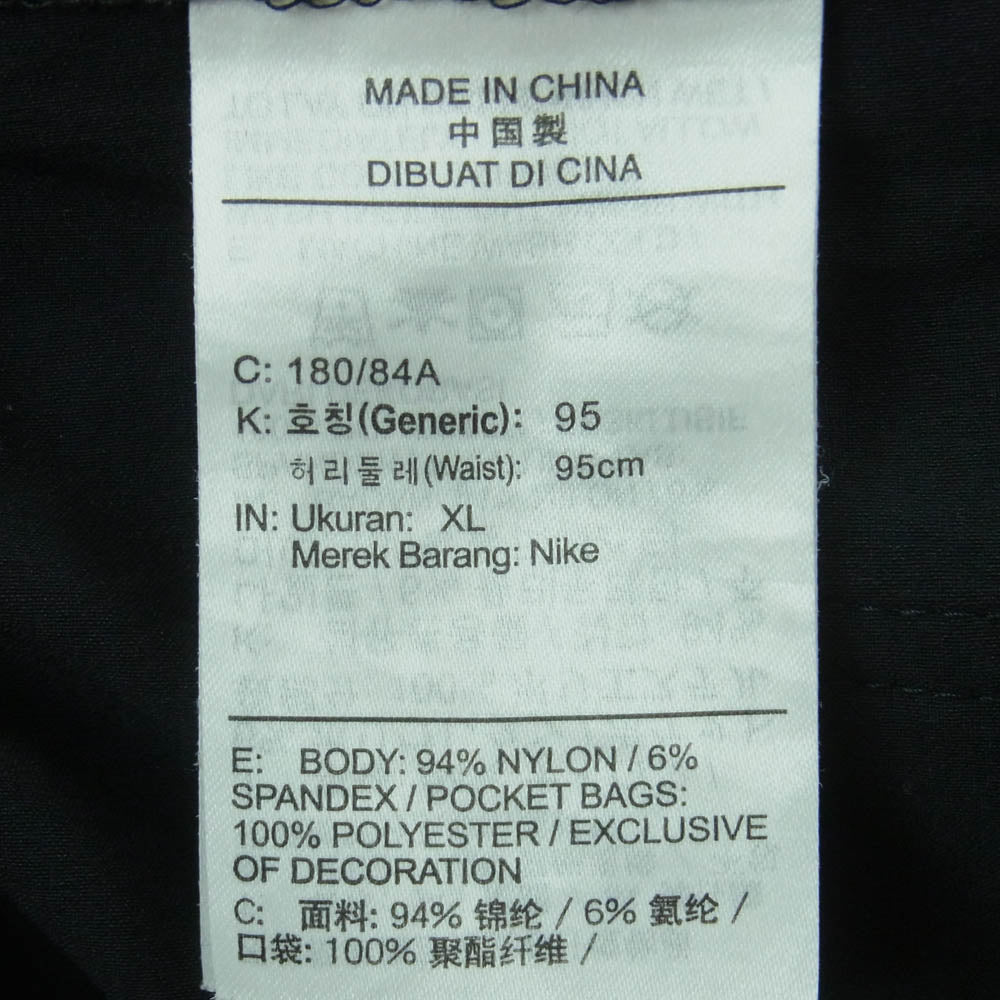 MADE IN CHINA
中国製
DIBUAT DI CINA
C: 180/84A
K: 호칭(Generic): 95
허리둘레(Waist): 95cm
IN: Ukuran: XL
Merek Barang: Nike
E: BODY: 94% NYLON / 6%
SPANDEX / POCKET BAGS:
100% POLYESTER / EXCLUSIVE
OF DECORATION
C: 面料: 94% 锦纶 / 6% 氨纶 /
口袋: 100% 聚酯纤维 /